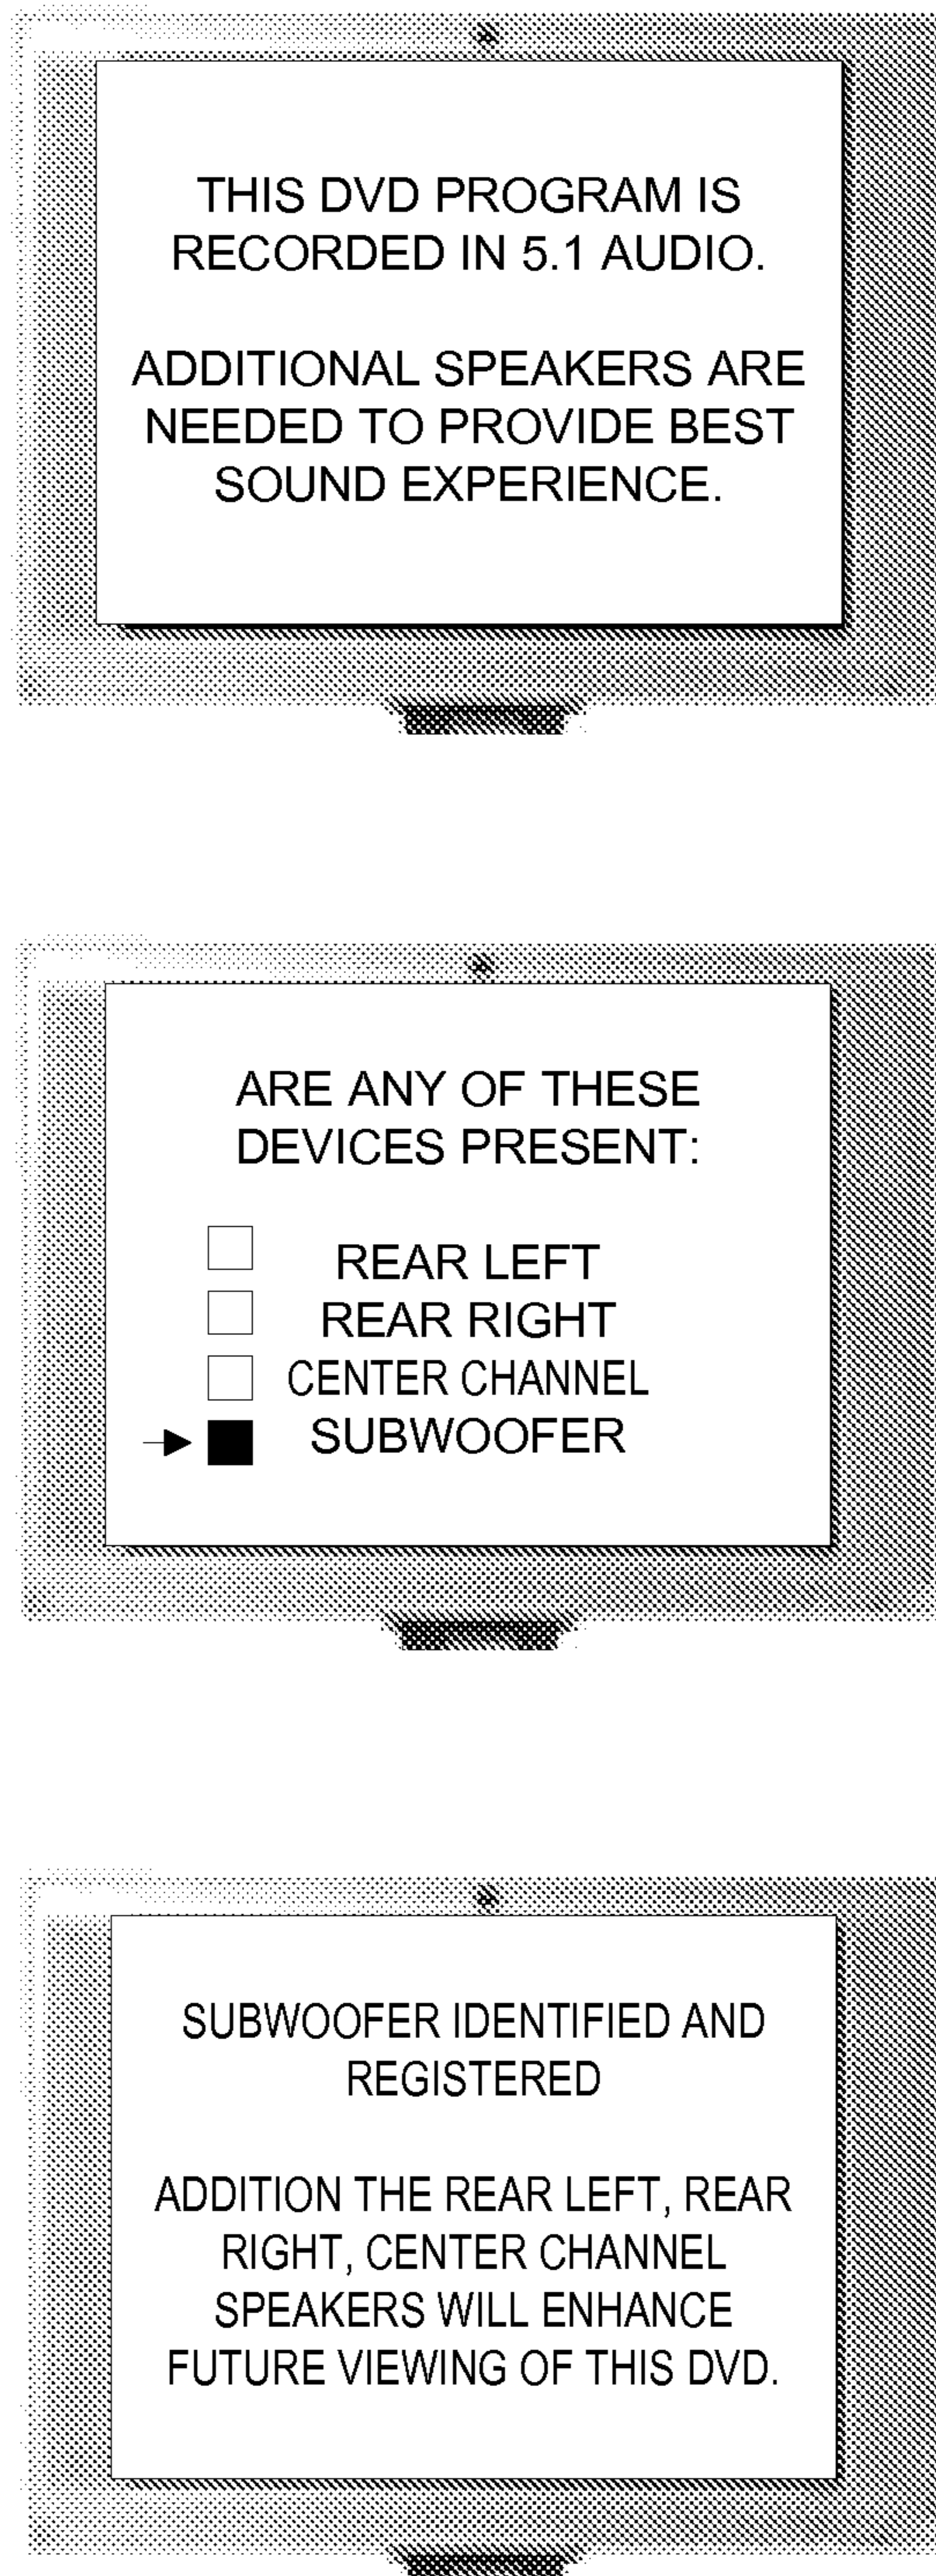 THIS DVD PROGRAM IS
RECORDED IN 5.1 AUDIO.
ADDITIONAL SPEAKERS ARE
NEEDED TO PROVIDE BEST
SOUND EXPERIENCE.
ARE ANY OF THESE
DEVICES PRESENT:
REAR LEFT
REAR RIGHT
CENTER CHANNEL
SUBWOOFER
SUBWOOFER IDENTIFIED AND
REGISTERED
ADDITION THE REAR LEFT, REAR
RIGHT, CENTER CHANNEL
SPEAKERS WILL ENHANCE
FUTURE VIEWING OF THIS DVD.